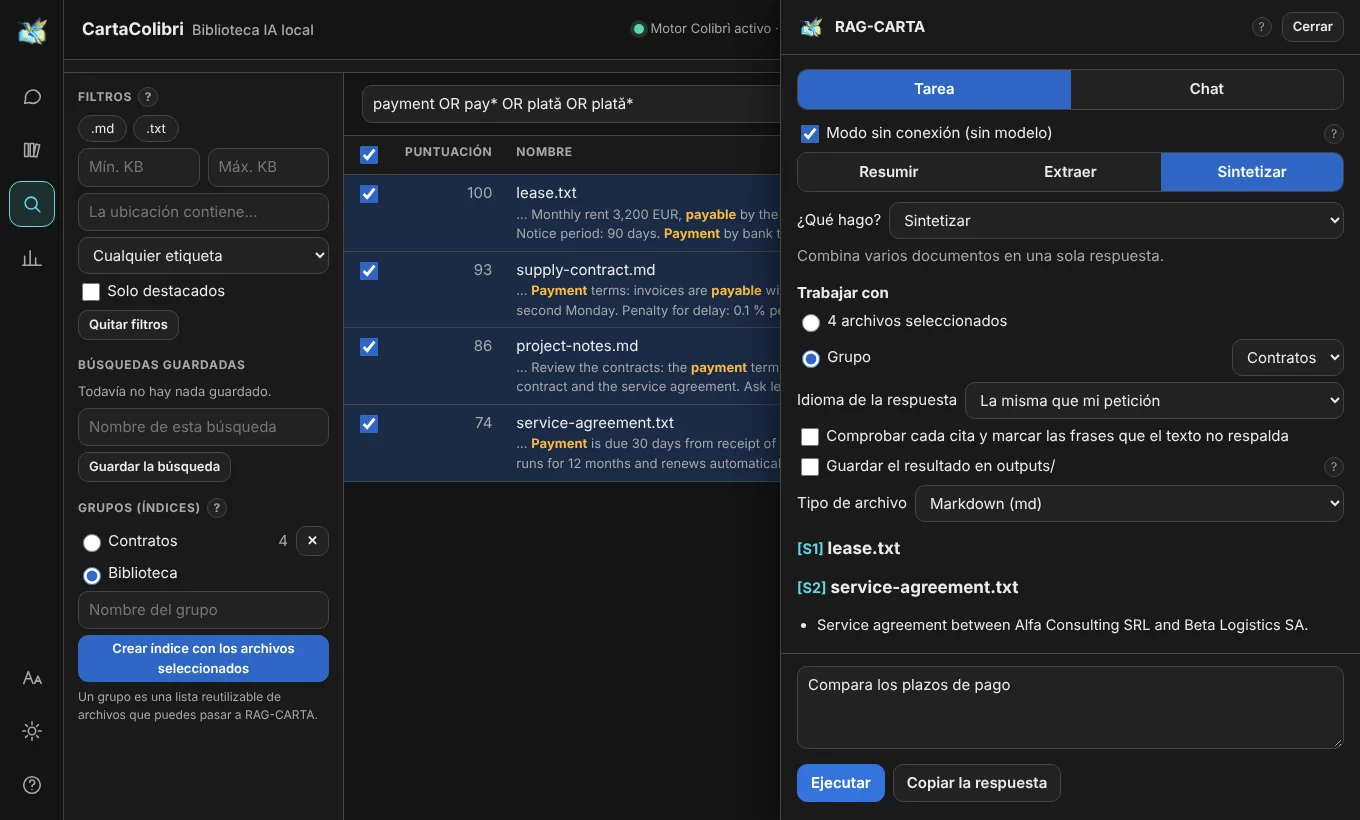 CartaColibri Biblioteca IA local
Motor Colibrì activo ·
FILTROS ?
.md .txt
Mín. KB Máx. KB
La ubicación contiene...
Cualquier etiqueta
Solo destacados
Quitar filtros
BÚSQUEDAS GUARDADAS
Todavía no hay nada guardado.
Nombre de esta búsqueda
Guardar la búsqueda
GRUPOS (ÍNDICES) ?
Contratos 4 ×
Biblioteca
Nombre del grupo
Crear índice con los archivos
seleccionados
Un grupo es una lista reutilizable de
archivos que puedes pasar a RAG-CARTA.
AA
?
payment OR pay* OR plată OR plată*
PUNTUACIÓN NOMBRE
100 lease.txt
... Monthly rent 3,200 EUR, payable by the
Notice period: 90 days. Payment by bank t
93 supply-contract.md
... Payment terms: invoices are payable wi
second Monday. Penalty for delay: 0.1 % pe
86 project-notes.md
... Review the contracts: the payment term
contract and the service agreement. Ask le
74 service-agreement.txt
... Payment is due 30 days from receipt of
runs for 12 months and renews automatical
RAG-CARTA ? Cerrar
Tarea Chat
Modo sin conexión (sin modelo) ?
Resumir Extraer Sintetizar
¿Qué hago? Sintetizar
Combina varios documentos en una sola respuesta.
Trabajar con
4 archivos seleccionados
Grupo Contratos
Idioma de la respuesta La misma que mi petición
Comprobar cada cita y marcar las frases que el texto no respalda
Guardar el resultado en outputs/ ?
Tipo de archivo Markdown (md)
[S1] lease.txt
[S2] service-agreement.txt
• Service agreement between Alfa Consulting SRL and Beta Logistics SA.
Compara los plazos de pago
Ejecutar Copiar la respuesta